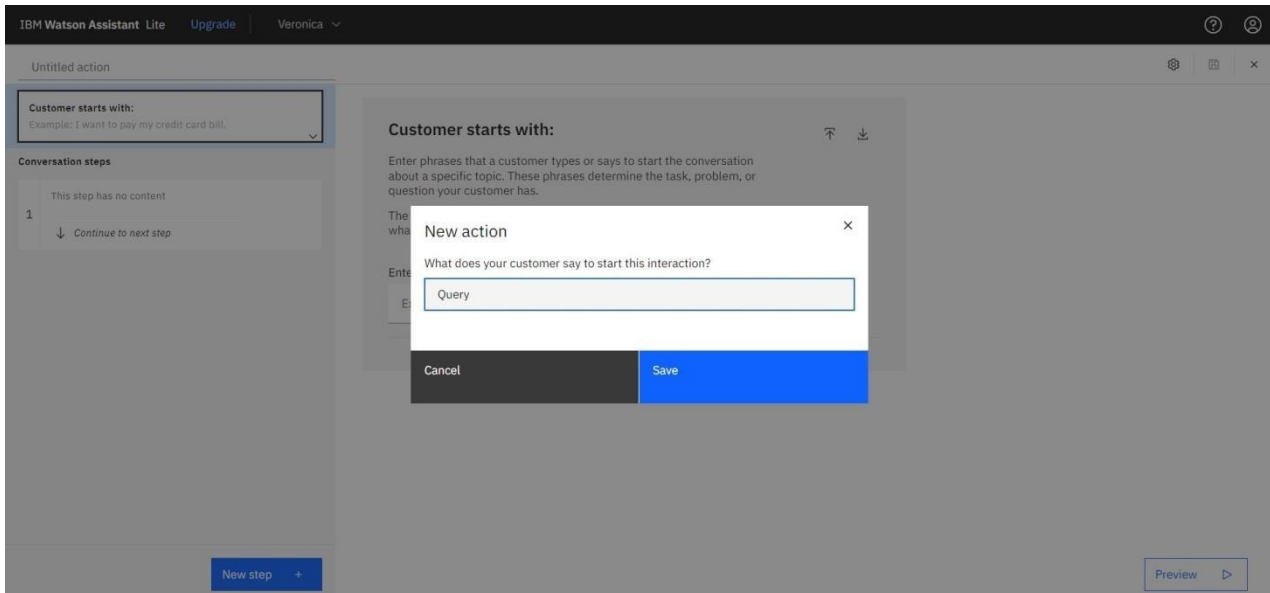 IBM Watson Assistant Lite Upgrade Veronica
Untitled action
Customer starts with:
Example: I want to pay my credit card bill.
Conversation steps
This step has no content
1
Continue to next step
New step +
Customer starts with:
Enter phrases that a customer types or says to start the conversation
about a specific topic. These phrases determine the task, problem, or
question your customer has.
The
New action
What does your customer say to start this interaction?
Query
Cancel
Save
Preview